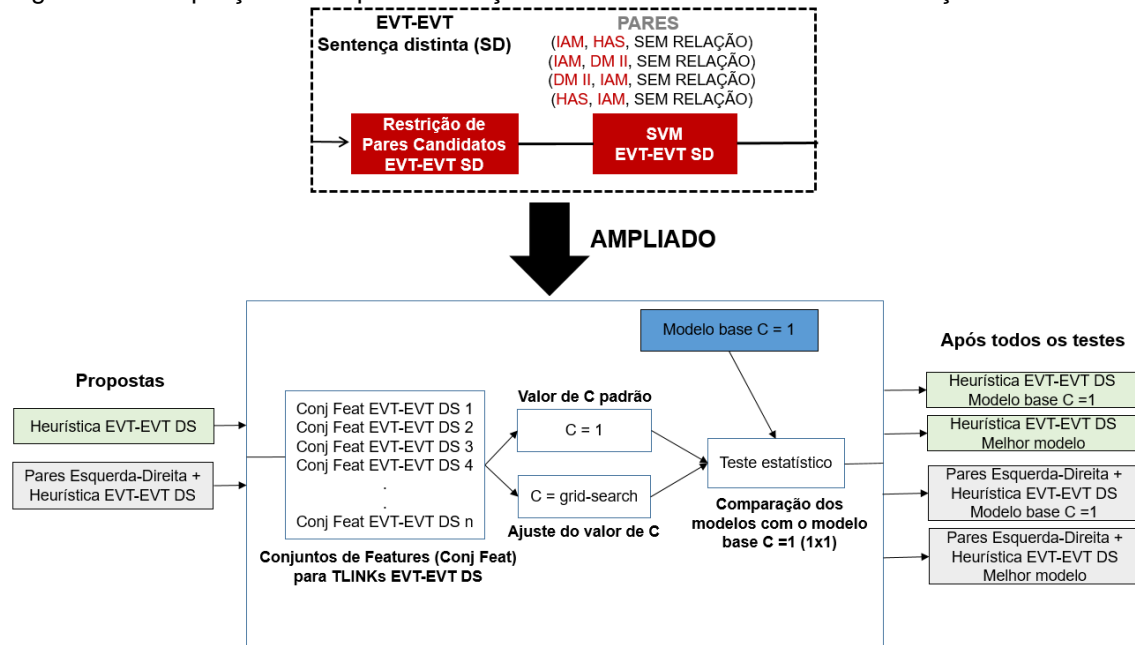 EVT-EVT
Sentença distinta (SD)
PARES
(IAM, HAS, SEM RELAÇÃO)
(IAM, DM II, SEM RELAÇÃO)
(DM II, IAM, SEM RELAÇÃO)
(HAS, IAM, SEM RELAÇÃO)
Restrição de
Pares Candidatos
EVT-EVT SD
SVM
EVT-EVT SD
AMPLIADO
Propostas
Heurística EVT-EVT DS
Pares Esquerda-Direita +
Heurística EVT-EVT DS
Conj Feat EVT-EVT DS 1
Conj Feat EVT-EVT DS 2
Conj Feat EVT-EVT DS 3
Conj Feat EVT-EVT DS 4
.
.
Conj Feat EVT-EVT DS n
Conjuntos de Features (Conj Feat)
para TLINKs EVT-EVT DS
Valor de C padrão
C = 1
C = grid-search
Ajuste do valor de C
Modelo base C = 1
Teste estatístico
Comparação dos
modelos com o modelo
base C =1 (1x1)
Após todos os testes
Heurística EVT-EVT DS
Modelo base C =1
Heurística EVT-EVT DS
Melhor modelo
Pares Esquerda-Direita +
Heurística EVT-EVT DS
Modelo base C =1
Pares Esquerda-Direita +
Heurística EVT-EVT DS
Melhor modelo